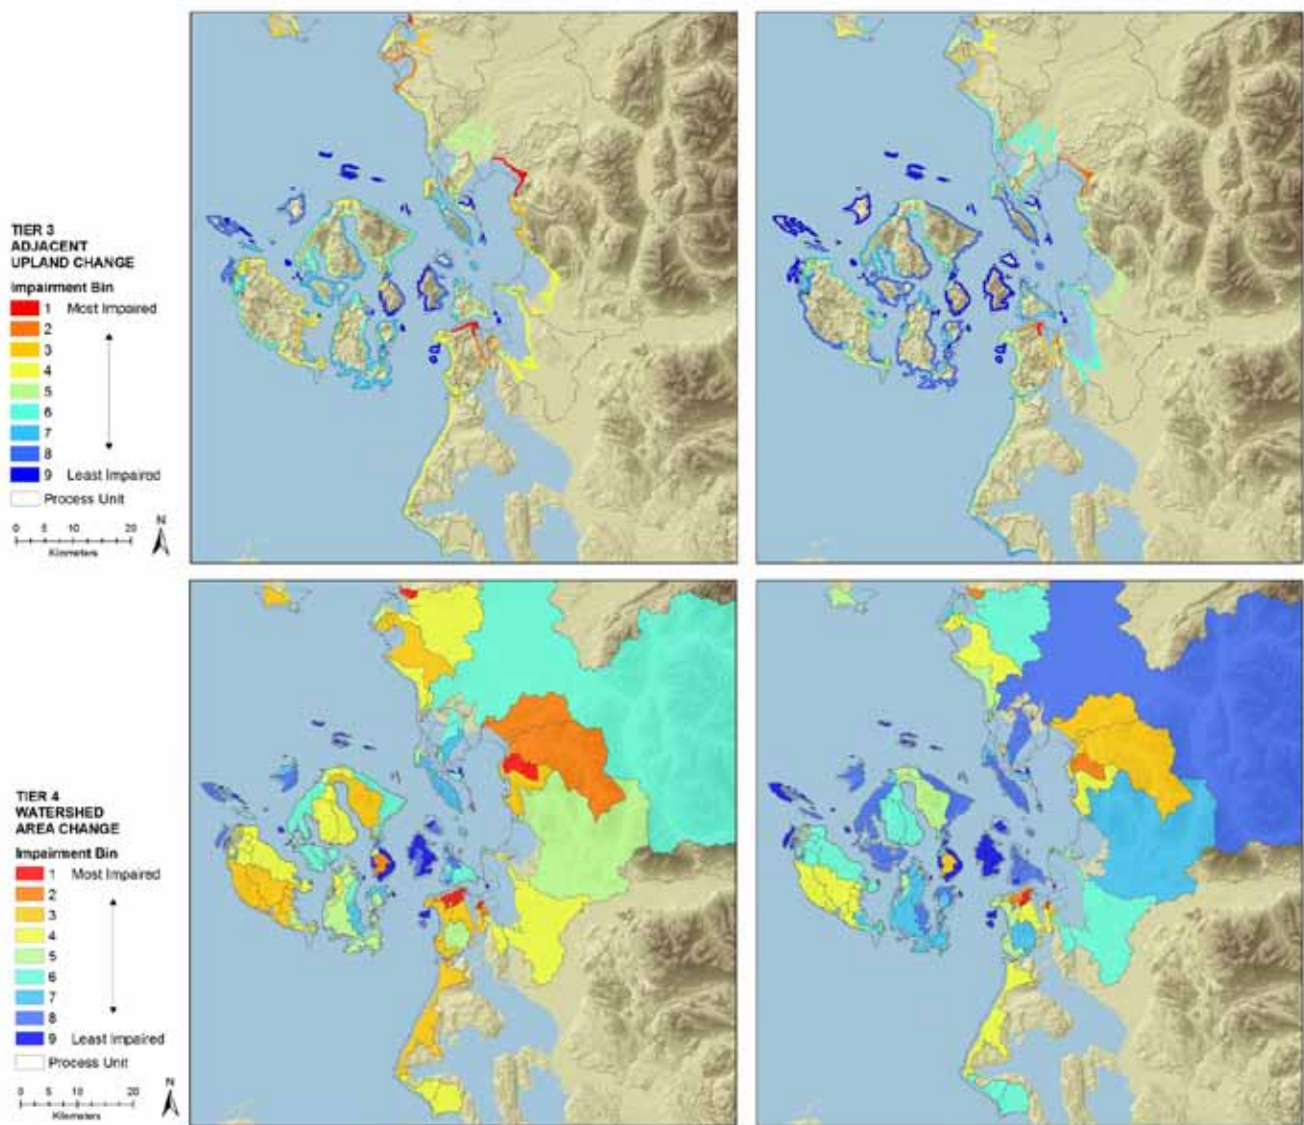 TIER 3
ADJACENT
UPLAND CHANGE
Impairment Bin
1 Most Impaired
2
3
4
5
6
7
8
9 Least Impaired
Process Unit
N
0 5 10 20
Kilometers
TIER 4
WATERSHED
AREA CHANGE
Impairment Bin
1 Most Impaired
2
3
4
5
6
7
8
9 Least Impaired
Process Unit
N
0 5 10 20
Kilometers